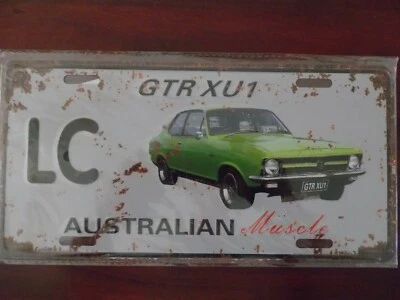 GTR XU1
LC
GTR XU1
AUSTRALIAN Muscle